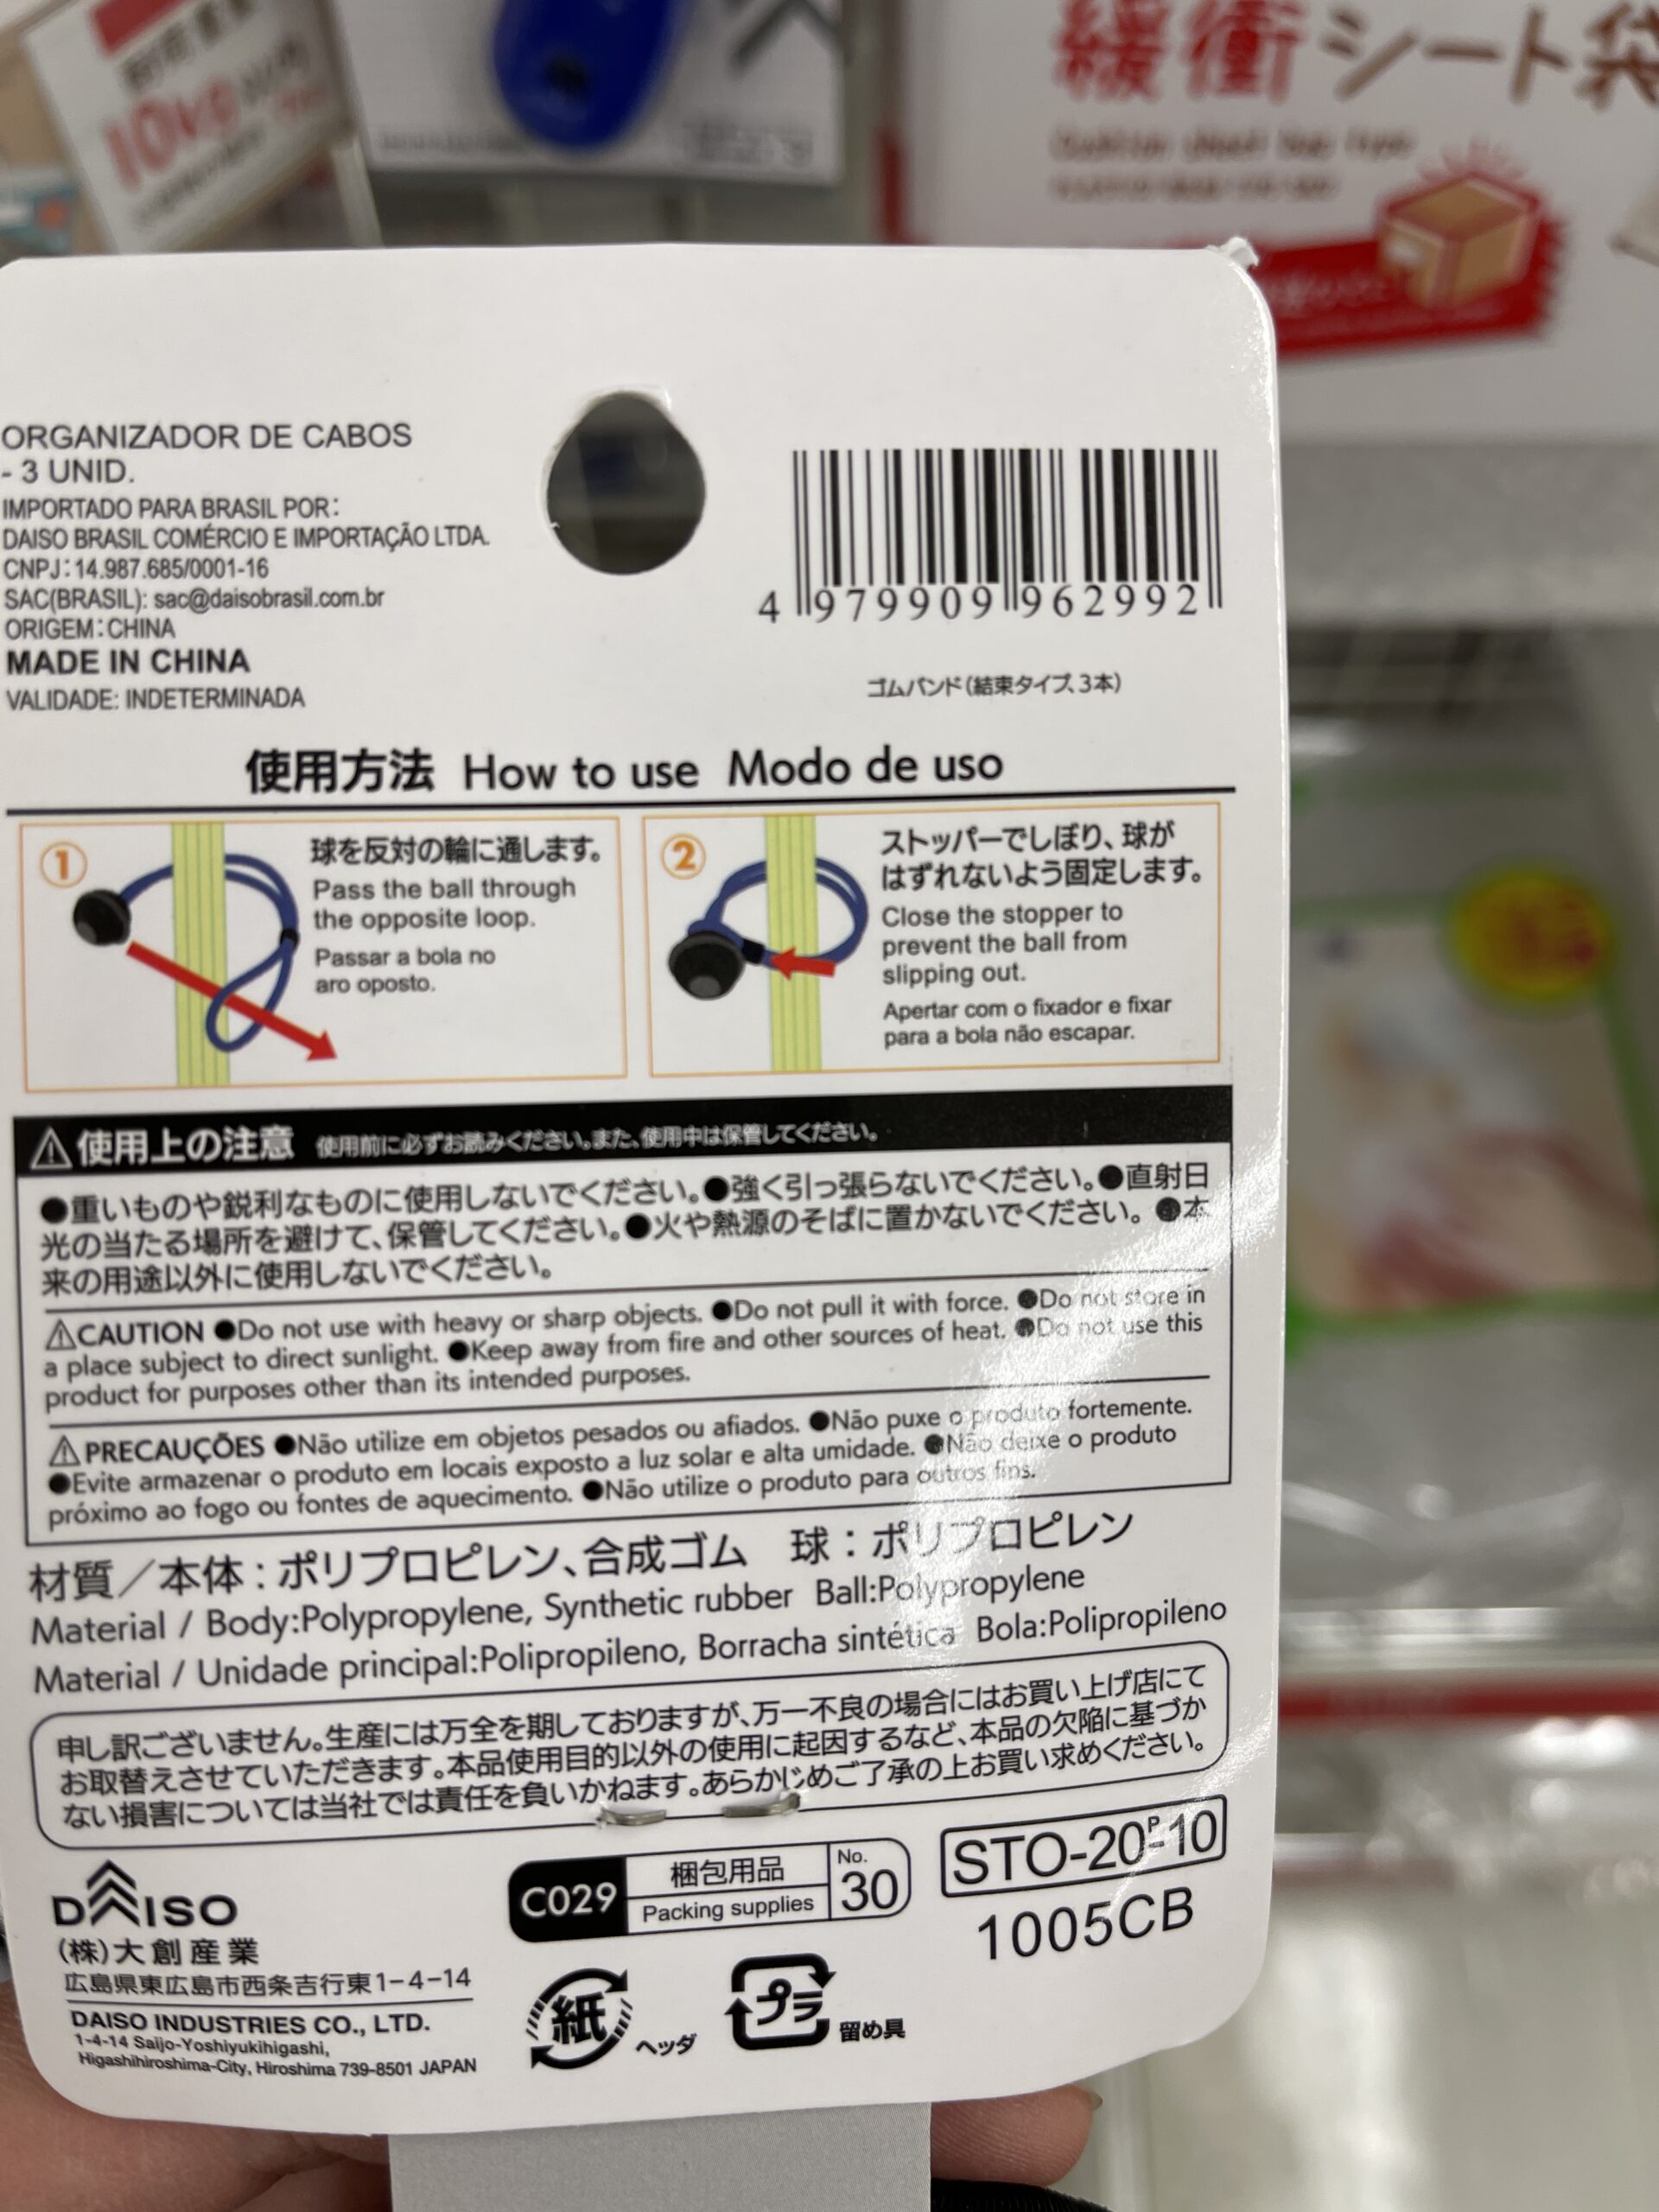 緩衝シート袋
10kg
ORGANIZADOR DE CABOS
- 3 UNID.
IMPORTADO PARA BRASIL POR:
DAISO BRASIL COMÉRCIO E IMPORTAÇÃO LTDA.
CNPJ:14.987.685/0001-16
SAC(BRASIL): sac@daisobrasil.com.br
ORIGEM:CHINA
MADE IN CHINA
VALIDADE: INDETERMINADA
4 979909 962992
ゴムバンド(結束タイプ、3本)
使用方法 How to use Modo de uso
①
球を反対の輪に通します。
Pass the ball through
the opposite loop.
Passar a bola no
aro oposto.
②
ストッパーでしぼり、球が
はずれないよう固定します。
Close the stopper to
prevent the ball from
slipping out.
Apertar com o fixador e fixar
para a bola não escapar.
⚠使用上の注意 使用前に必ずお読みください。また、使用中は保管してください。
●重いものや鋭利なものに使用しないでください。●強く引っ張らないでください。●直射日
光の当たる場所を避けて、保管してください。●火や熱源のそばに置かないでください。●本
来の用途以外に使用しないでください。
⚠CAUTION ●Do not use with heavy or sharp objects. ●Do not pull it with force. ●Do not store in
a place subject to direct sunlight. ●Keep away from fire and other sources of heat. ●Do not use this
product for purposes other than its intended purposes.
⚠PRECAUÇÕES ●Não utilize em objetos pesados ou afiados. ●Não puxe o produto fortemente.
●Evite armazenar o produto em locais exposto a luz solar e alta umidade. ●Não deixe o produto
próximo ao fogo ou fontes de aquecimento. ●Não utilize o produto para outros fins.
材質／本体：ポリプロピレン、合成ゴム 球：ポリプロピレン
Material / Body:Polypropylene, Synthetic rubber Ball:Polypropylene
Material / Unidade principal:Polipropileno, Borracha sintética Bola:Polipropileno
申し訳ございません。生産には万全を期しておりますが、万一不良の場合にはお買い上げ店にて
お取替えさせていただきます。本品使用目的以外の使用に起因するなど、本品の欠陥に基づか
ない損害については当社では責任を負いかねます。あらかじめご了承の上お買い求めください。
DAISO
(株)大創産業
広島県東広島市西条吉行東1-4-14
DAISO INDUSTRIES CO., LTD.
1-4-14 Saijo-Yoshiyukihigashi,
Higashihiroshima-City, Hiroshima 739-8501 JAPAN
C029 梱包用品 Packing supplies No. 30
STO-20P-10
1005CB
紙 ヘッダ
プラ 留め具